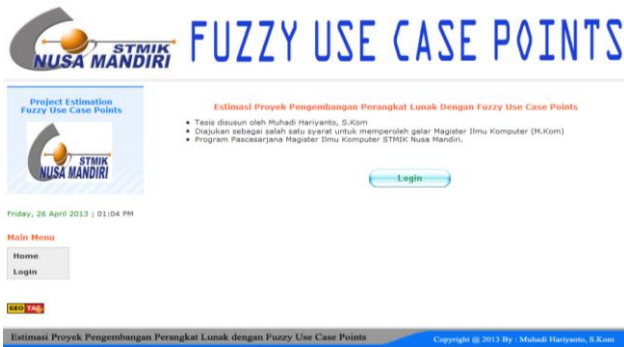 STMIK
NUSA MANDIRI
FUZZY USE CASE POINTS
Project Estimation
Fuzzy Use Case Points
STMIK
NUSA MANDIRI
Friday, 26 April 2013 | 01:04 PM
Main Menu
Home
Login
GEO TAG
Estimasi Proyek Pengembangan Perangkat Lunak Dengan Fuzzy Use Case Points
• Tesis disusun oleh Muhadi Hariyanto, S.Kom
• Diajukan sebagai salah satu syarat untuk memperoleh gelar Magister Ilmu Komputer (M.Kom)
• Program Pascasarjana Magister Ilmu Komputer STMIK Nusa Mandiri.
Login
Estimasi Proyek Pengembangan Perangkat Lunak dengan Fuzzy Use Case Points
Copyright @ 2013 By : Muhadi Hariyanto, S.Kom